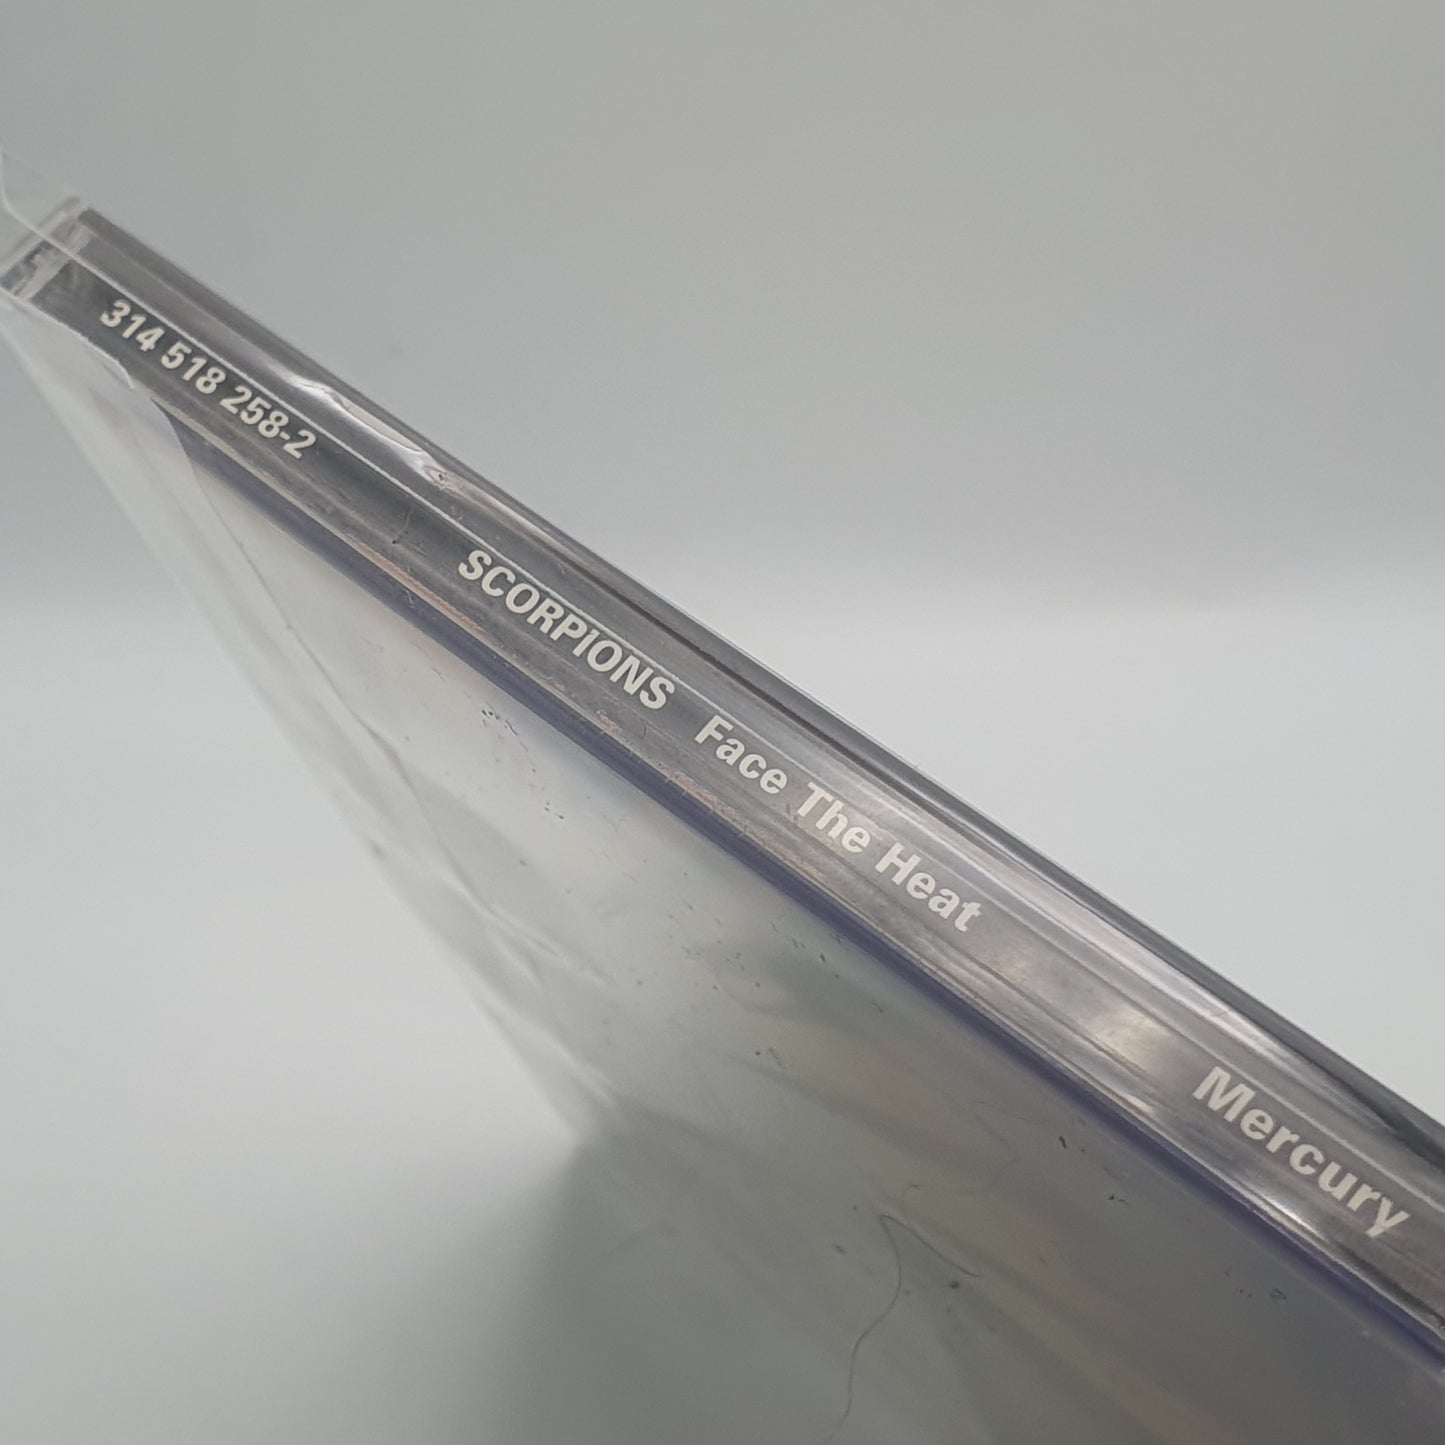 314 518 258-2 SCORPIONS Face The Heat Mercury